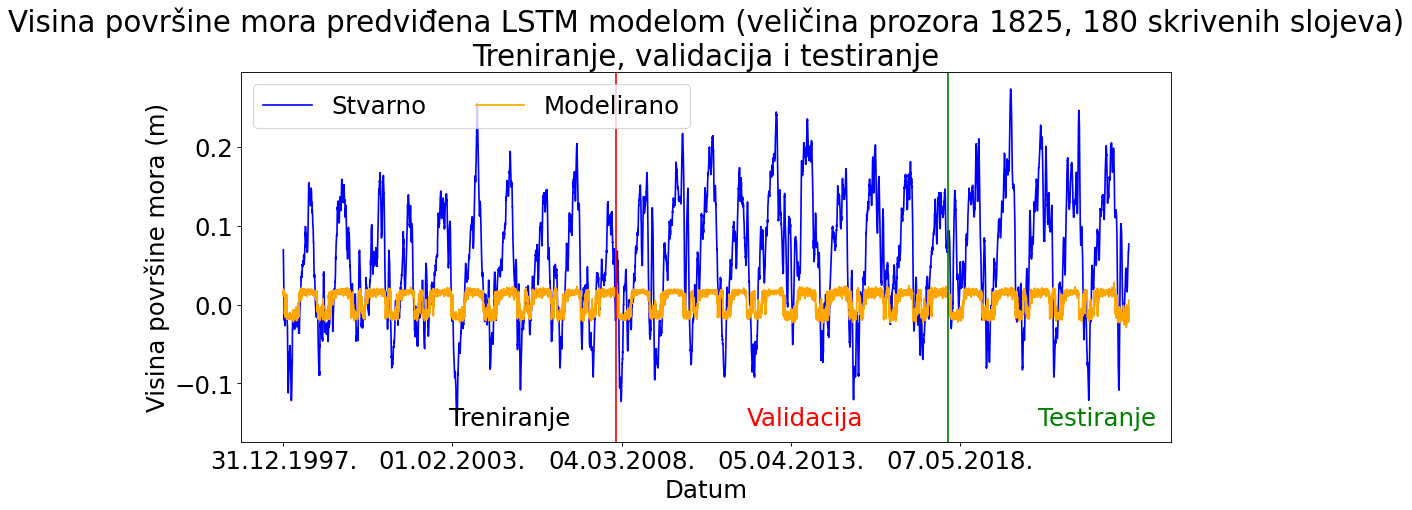 Visina površine mora predviđena LSTM modelom (veličina prozora 1825, 180 skrivenih slojeva)
Treniranje, validacija i testiranje
Stvarno
Modelirano
Visina površine mora (m)
0.2
0.1
0.0
−0.1
Treniranje
Validacija
Testiranje
31.12.1997.
01.02.2003.
04.03.2008.
05.04.2013.
07.05.2018.
Datum